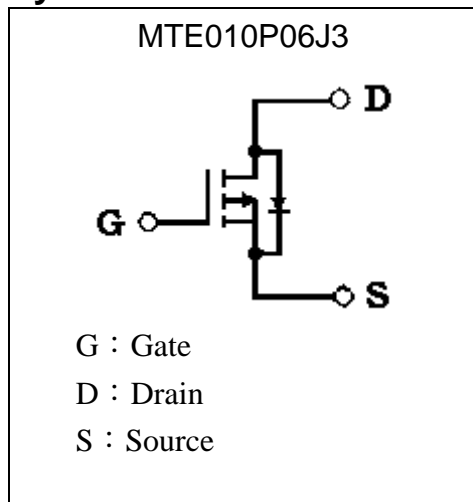 MTE010P06J3
D
G
S
G：Gate
D：Drain
S：Source